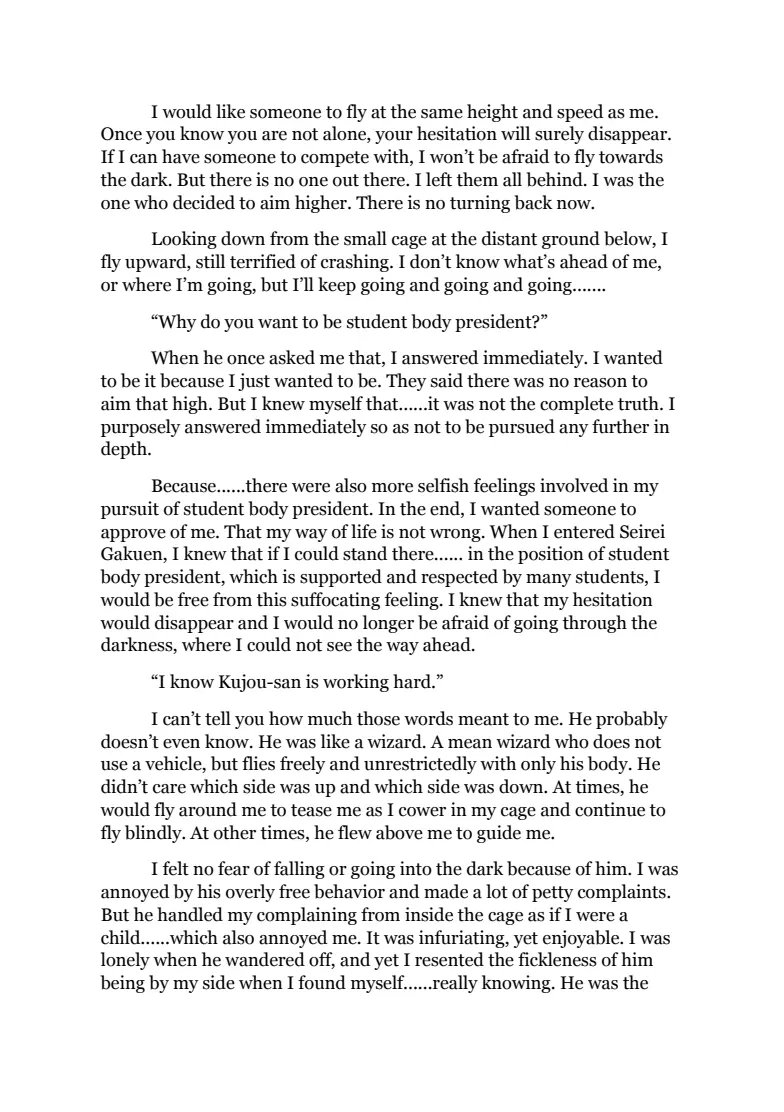 I would like someone to fly at the same height and speed as me.
Once you know you are not alone, your hesitation will surely disappear.
If I can have someone to compete with, I won’t be afraid to fly towards
the dark. But there is no one out there. I left them all behind. I was the
one who decided to aim higher. There is no turning back now.
Looking down from the small cage at the distant ground below, I
fly upward, still terrified of crashing. I don’t know what’s ahead of me,
or where I’m going, but I’ll keep going and going and going…….
“Why do you want to be student body president?”
When he once asked me that, I answered immediately. I wanted
to be it because I just wanted to be. They said there was no reason to
aim that high. But I knew myself that……it was not the complete truth. I
purposely answered immediately so as not to be pursued any further in
depth.
Because……there were also more selfish feelings involved in my
pursuit of student body president. In the end, I wanted someone to
approve of me. That my way of life is not wrong. When I entered Seirei
Gakuen, I knew that if I could stand there…… in the position of student
body president, which is supported and respected by many students, I
would be free from this suffocating feeling. I knew that my hesitation
would disappear and I would no longer be afraid of going through the
darkness, where I could not see the way ahead.
“I know Kujou-san is working hard.”
I can’t tell you how much those words meant to me. He probably
doesn’t even know. He was like a wizard. A mean wizard who does not
use a vehicle, but flies freely and unrestrictedly with only his body. He
didn’t care which side was up and which side was down. At times, he
would fly around me to tease me as I cower in my cage and continue to
fly blindly. At other times, he flew above me to guide me.
I felt no fear of falling or going into the dark because of him. I was
annoyed by his overly free behavior and made a lot of petty complaints.
But he handled my complaining from inside the cage as if I were a
child……which also annoyed me. It was infuriating, yet enjoyable. I was
lonely when he wandered off, and yet I resented the fickleness of him
being by my side when I found myself……really knowing. He was the